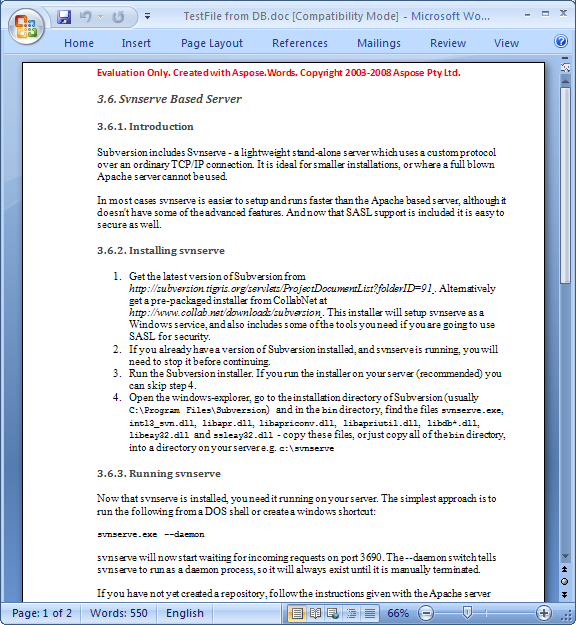 TestFile from DB.doc [Compatibility Mode] - Microsoft Wo...
Home Insert Page Layout References Mailings Review View
Evaluation Only. Created with Aspose.Words. Copyright 2003-2008 Aspose Pty Ltd.
3.6. Svnserve Based Server
3.6.1. Introduction
Subversion includes Svnserve - a lightweight stand-alone server which uses a custom protocol
over an ordinary TCP/IP connection. It is ideal for smaller installations, or where a full blown
Apache server cannot be used.
In most cases svnserve is easier to setup and runs faster than the Apache based server, although it
doesn't have some of the advanced features. And now that SASL support is included it is easy to
secure as well.
3.6.2. Installing svnserve
1. Get the latest version of Subversion from
http://subversion.tigris.org/servlets/ProjectDocumentList?folderID=91 . Alternatively
get a pre-packaged installer from CollabNet at
http://www.collab.net/downloads/subversion . This installer will setup svnserve as a
Windows service, and also includes some of the tools you need if you are going to use
SASL for security.
2. If you already have a version of Subversion installed, and svnserve is running, you will
need to stop it before continuing.
3. Run the Subversion installer. If you run the installer on your server (recommended) you
can skip step 4.
4. Open the windows-explorer, go to the installation directory of Subversion (usually
C:\Program Files\Subversion) and in the bin directory, find the files svnserve.exe,
intl3_svn.dll, libapr.dll, libapriconv.dll, libapriutil.dll, libdb*.dll,
libeay32.dll and ssleay32.dll - copy these files, or just copy all of the bin directory,
into a directory on your server e.g. c:\svnserve
3.6.3. Running svnserve
Now that svnserve is installed, you need it running on your server. The simplest approach is to
run the following from a DOS shell or create a windows shortcut:
svnserve.exe --daemon
svnserve will now start waiting for incoming requests on port 3690. The --daemon switch tells
svnserve to run as a daemon process, so it will always exist until it is manually terminated.
If you have not yet created a repository, follow the instructions given with the Apache server
Page: 1 of 2 Words: 550 English 66%